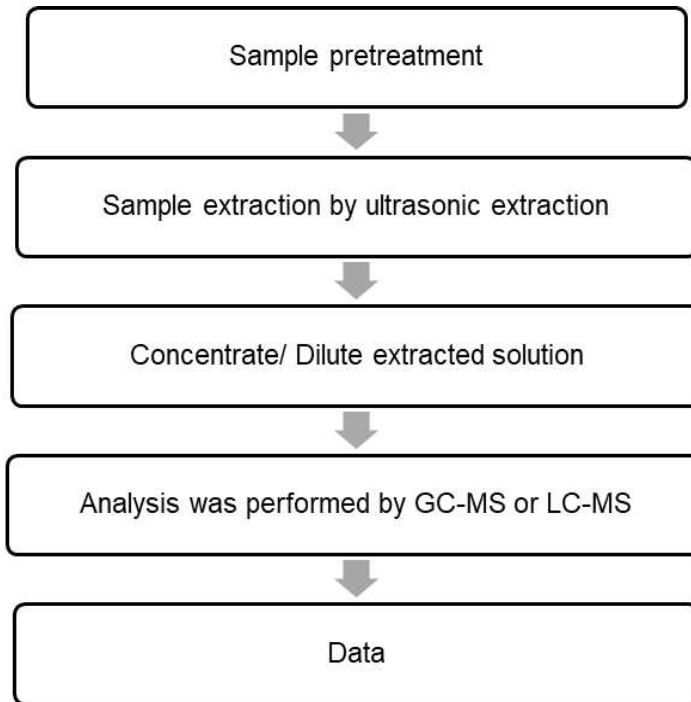 Sample pretreatment
Sample extraction by ultrasonic extraction
Concentrate/ Dilute extracted solution
Analysis was performed by GC-MS or LC-MS
Data